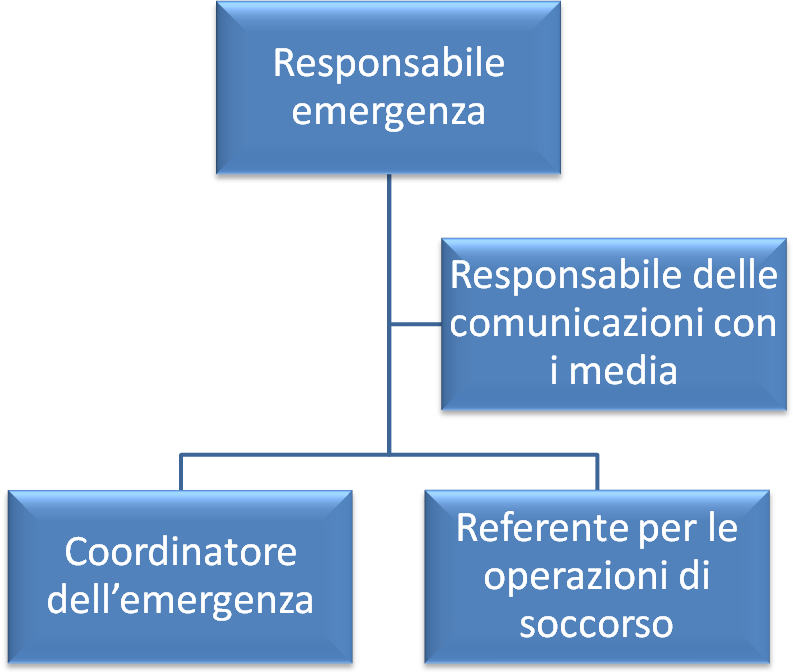 Responsabile
emergenza
Responsabile delle
comunicazioni con
i media
Coordinatore
dell’emergenza
Referente per le
operazioni di
soccorso